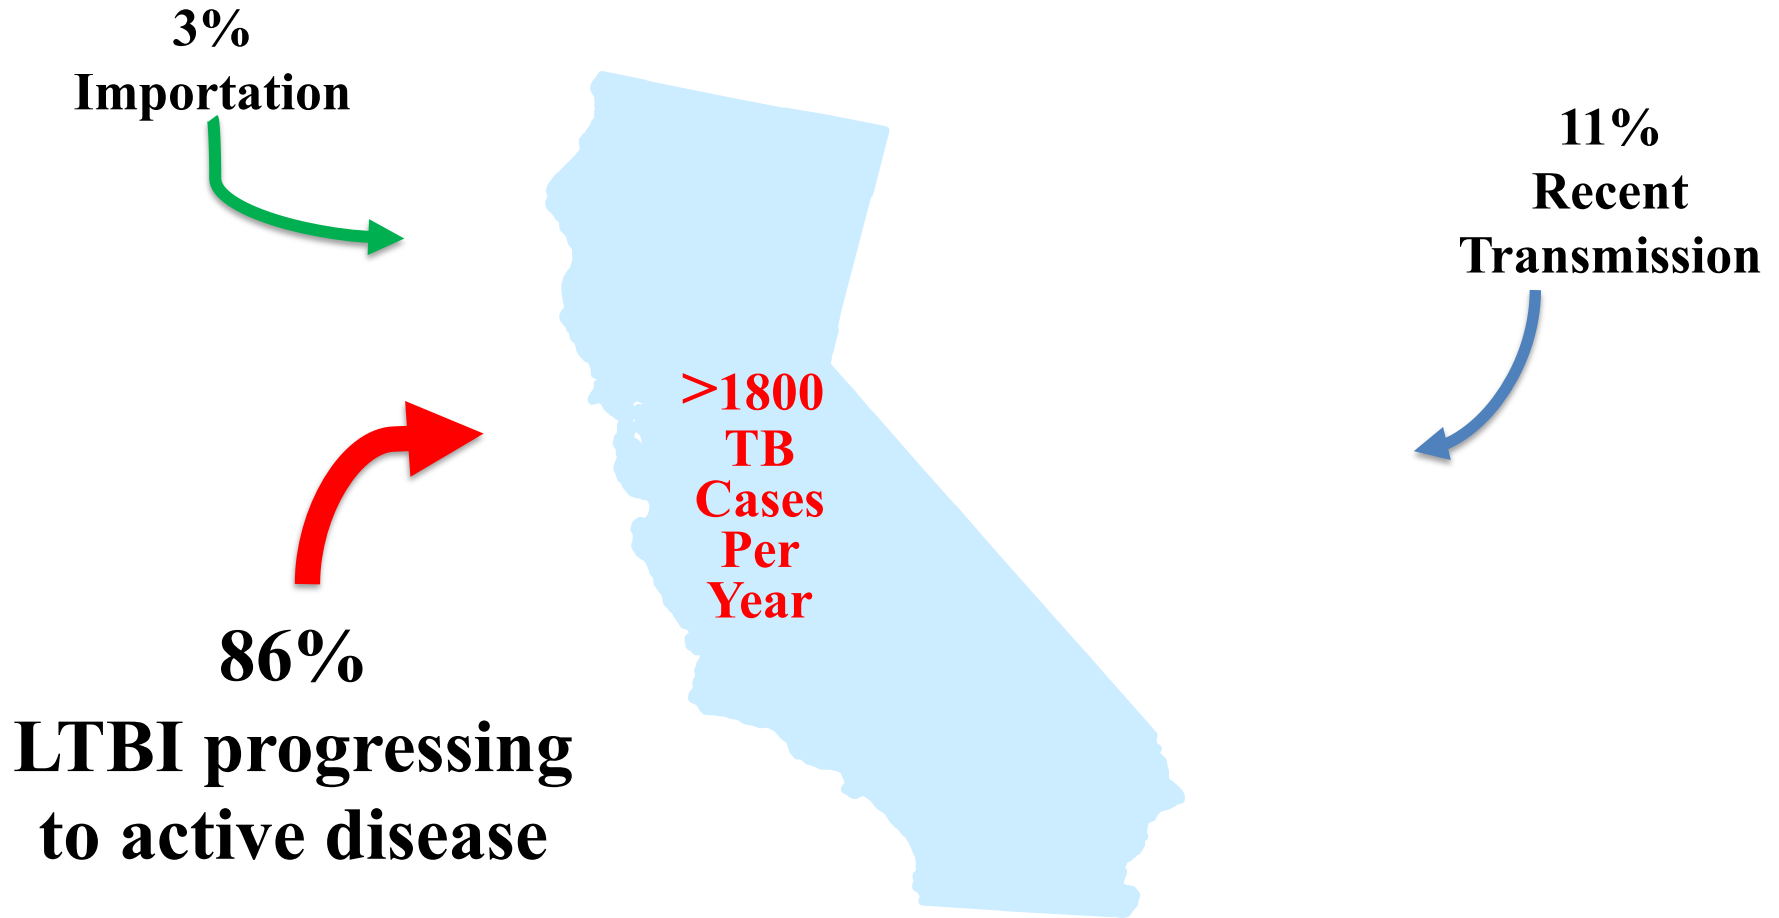 3%
Importation
11%
Recent
Transmission
>1800
TB
Cases
Per
Year
86%
LTBI progressing
to active disease